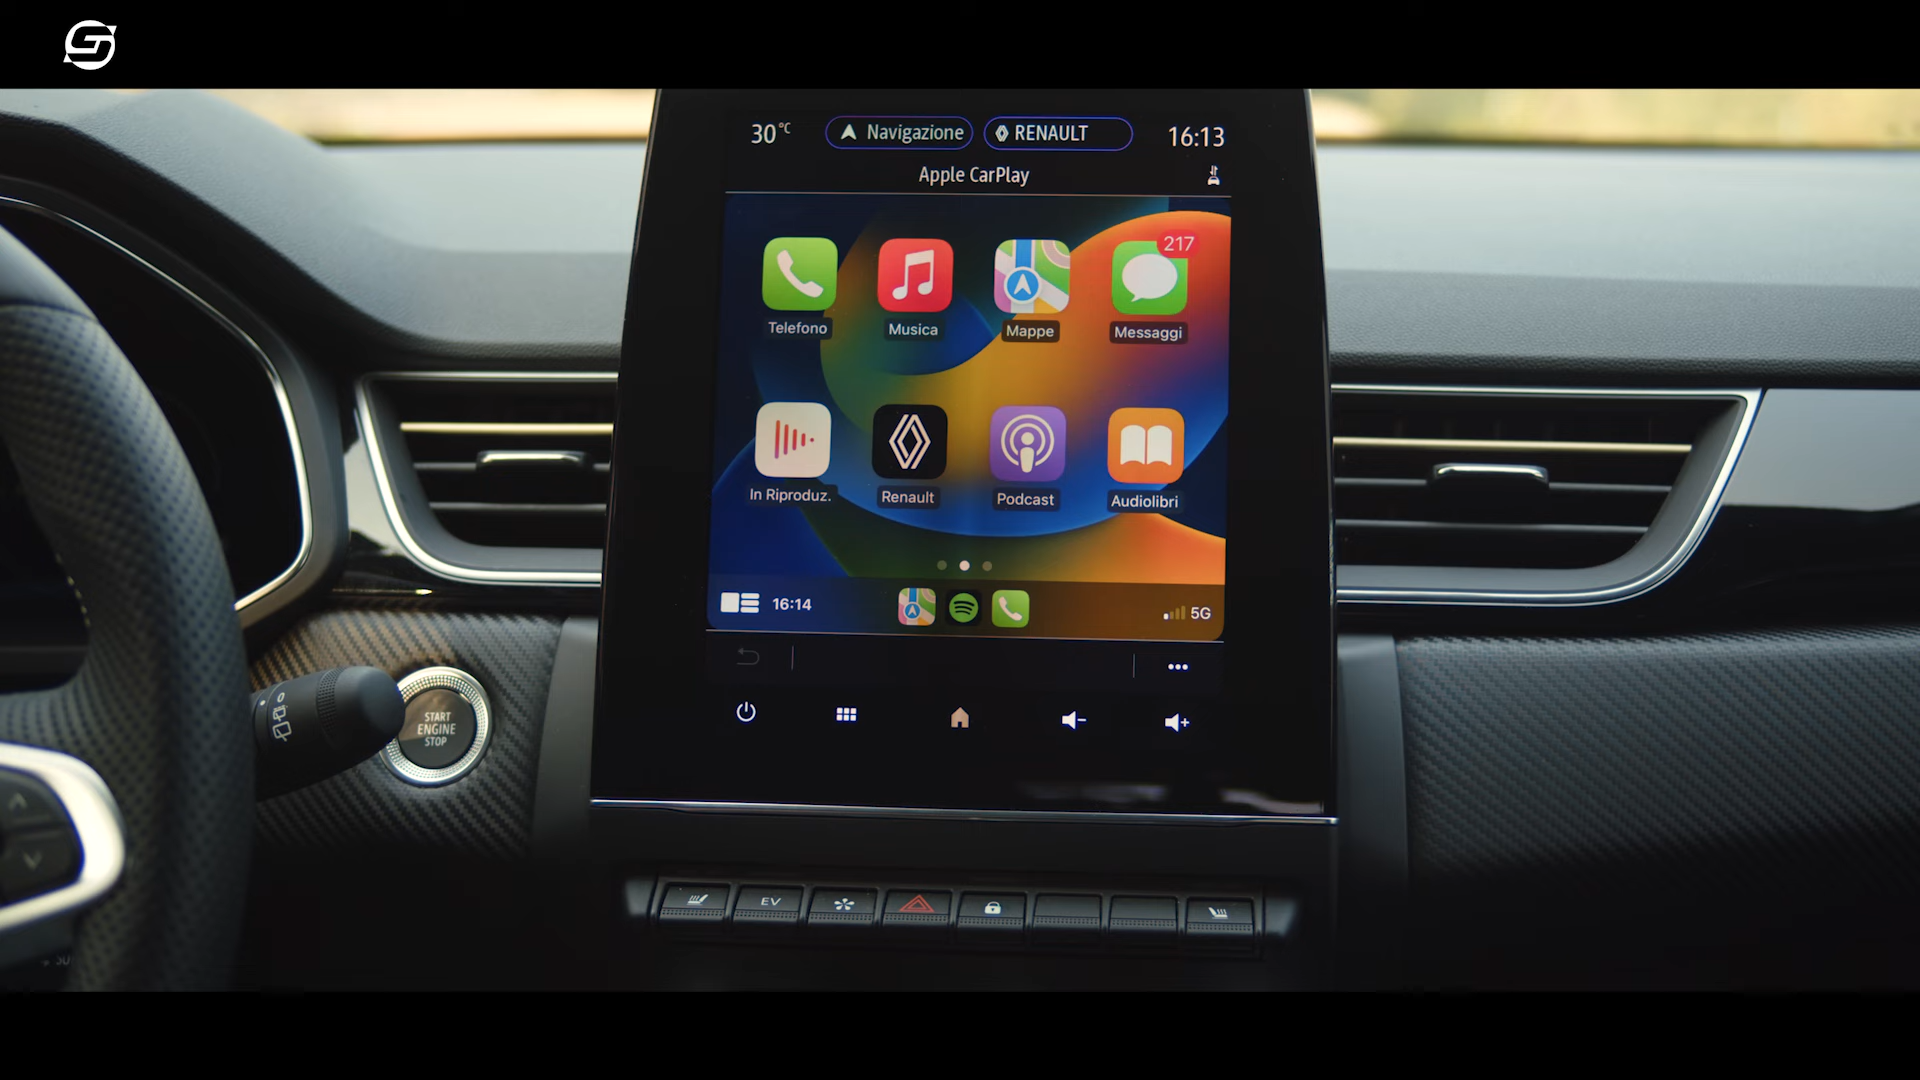 30°C
Navigazione
RENAULT
16:13
Apple CarPlay
217
Telefono
Musica
Mappe
Messaggi
In Riproduz.
Renault
Podcast
Audiolibri
16:14
5G
START
ENGINE
STOP
EV